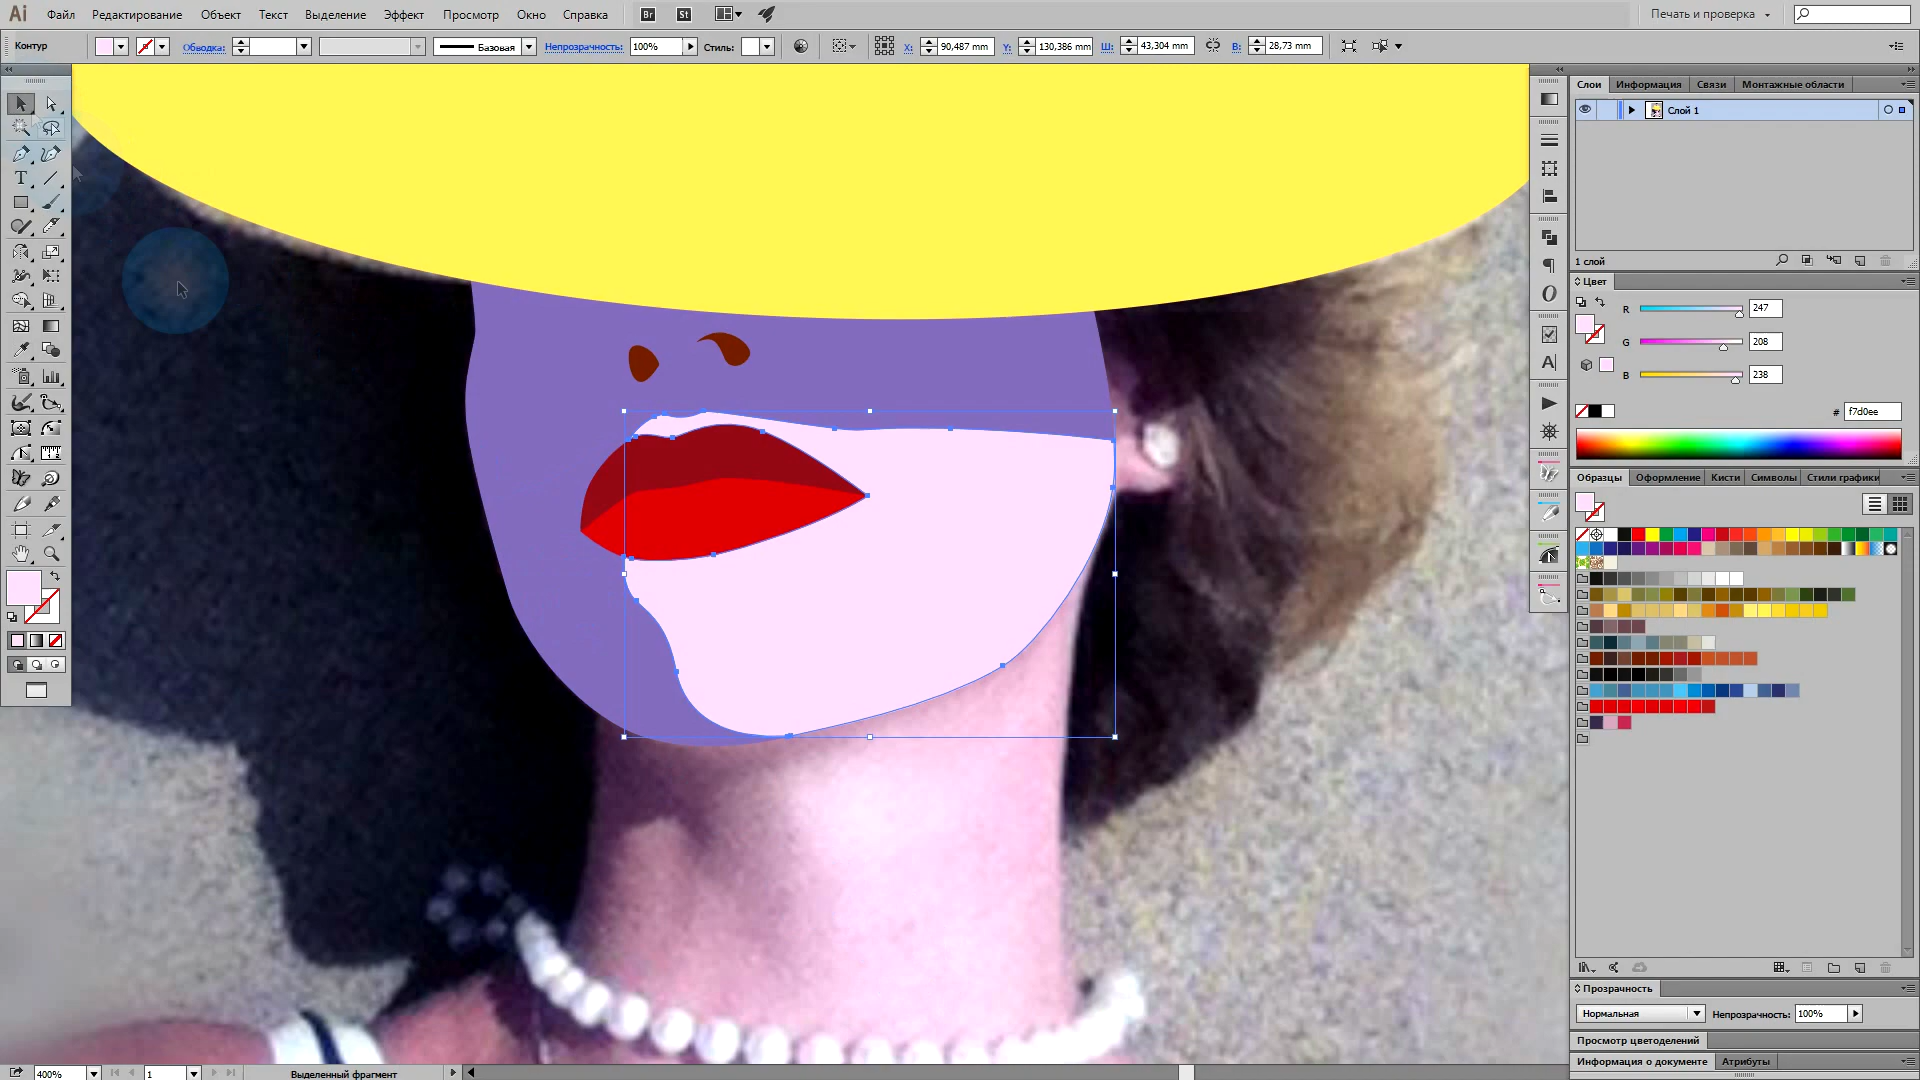 Ai Файл Редактирование Объект Текст Выделение Эффект Просмотр Окно Справка Br St Печать и проверка
Контур Обводка: Базовая Непрозрачность: 100% Стиль: X: 90,487 mm Y: 130,386 mm Ш: 43,304 mm В: 28,73 mm
Слои Информация Связи Монтажные области
Слой 1
1 слой
Цвет
R 247
G 208
B 238
# f7d0ee
Образцы Оформление Кисти Символы Стили графики
Прозрачность
Нормальная Непрозрачность: 100%
Просмотр цветоделений
Информация о документе Атрибуты
400% 1 Выделенный фрагмент